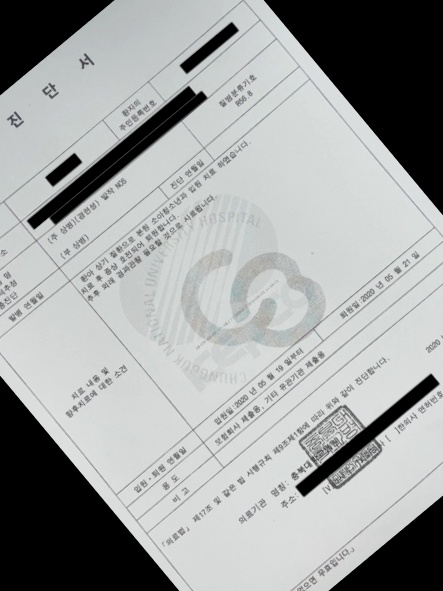 진 단 서
환자의
주민등록번호
질병분류기호
R56.8
(주 상병)(경련성) 발작 NOS
(부 상병)
진단 연월일
발병 연월일
환아 상기 질환으로 본원 소아청소년과 입원 치료 하였습니다.
치료 후 증상 호전되어 퇴원합니다.
추후 외래 경과관찰 필요할 것으로 사료됩니다.
치료 내용 및
향후치료에 대한 소견
CHUNGBUK NATIONAL UNIVERSITY HOSPITAL
입원·퇴원 연월일
입원일:2020 년 05 월 19 일부터
퇴원일:2020 년 05 월 21 일
용 도
보험회사 제출용, 기타 유관기관 제출용
비 고
「의료법」 제17조 및 같은 법 시행규칙 제9조제1항에 따라 위와 같이 진단합니다.
2020
의료기관 명칭: 충북대
주소:
[ ]한의사 면허번호
없으면 무효입니다.」